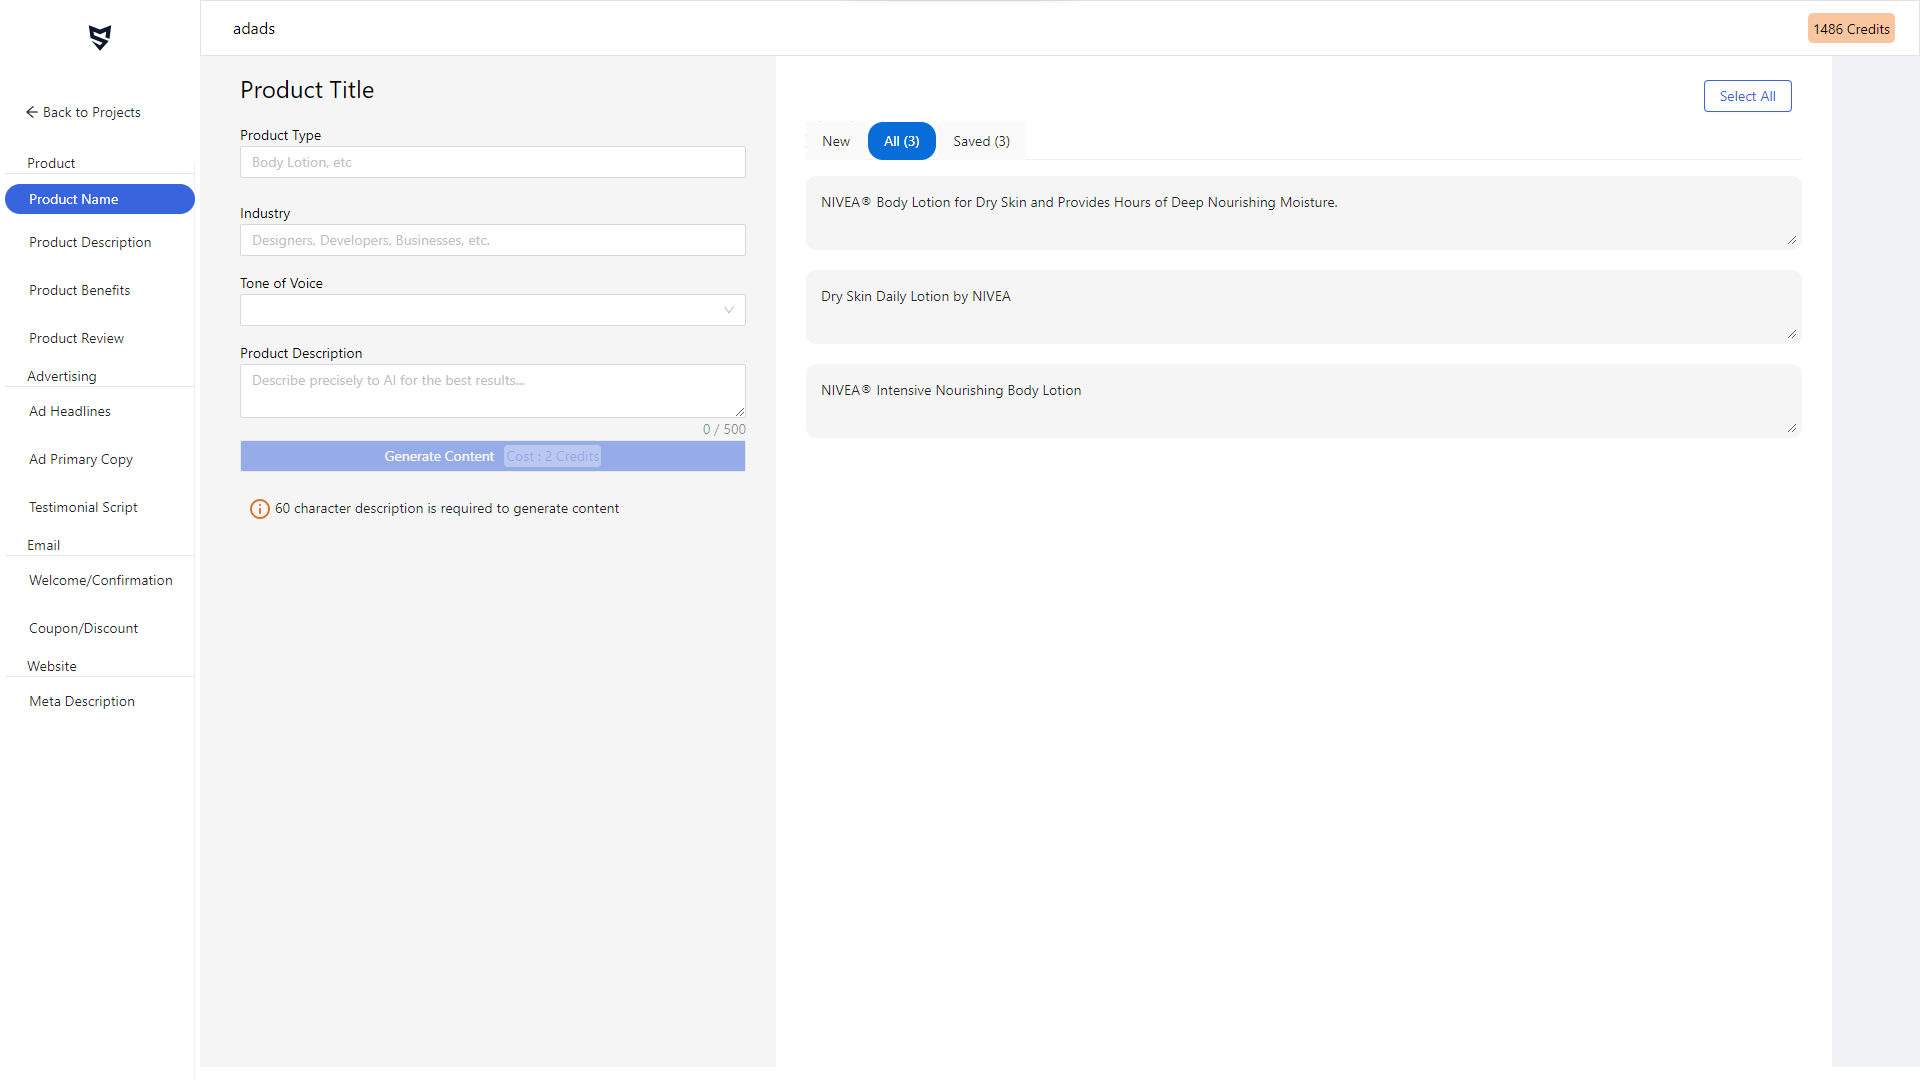 adads
1486 Credits
Back to Projects
Product
Product Name
Product Description
Product Benefits
Product Review
Advertising
Ad Headlines
Ad Primary Copy
Testimonial Script
Email
Welcome/Confirmation
Coupon/Discount
Website
Meta Description
Product Title
Product Type
Body Lotion, etc
Industry
Designers, Developers, Businesses, etc.
Tone of Voice
Product Description
Describe precisely to AI for the best results...
0 / 500
Generate Content Cost : 2 Credits
60 character description is required to generate content
Select All
New All (3) Saved (3)
NIVEA® Body Lotion for Dry Skin and Provides Hours of Deep Nourishing Moisture.
Dry Skin Daily Lotion by NIVEA
NIVEA® Intensive Nourishing Body Lotion